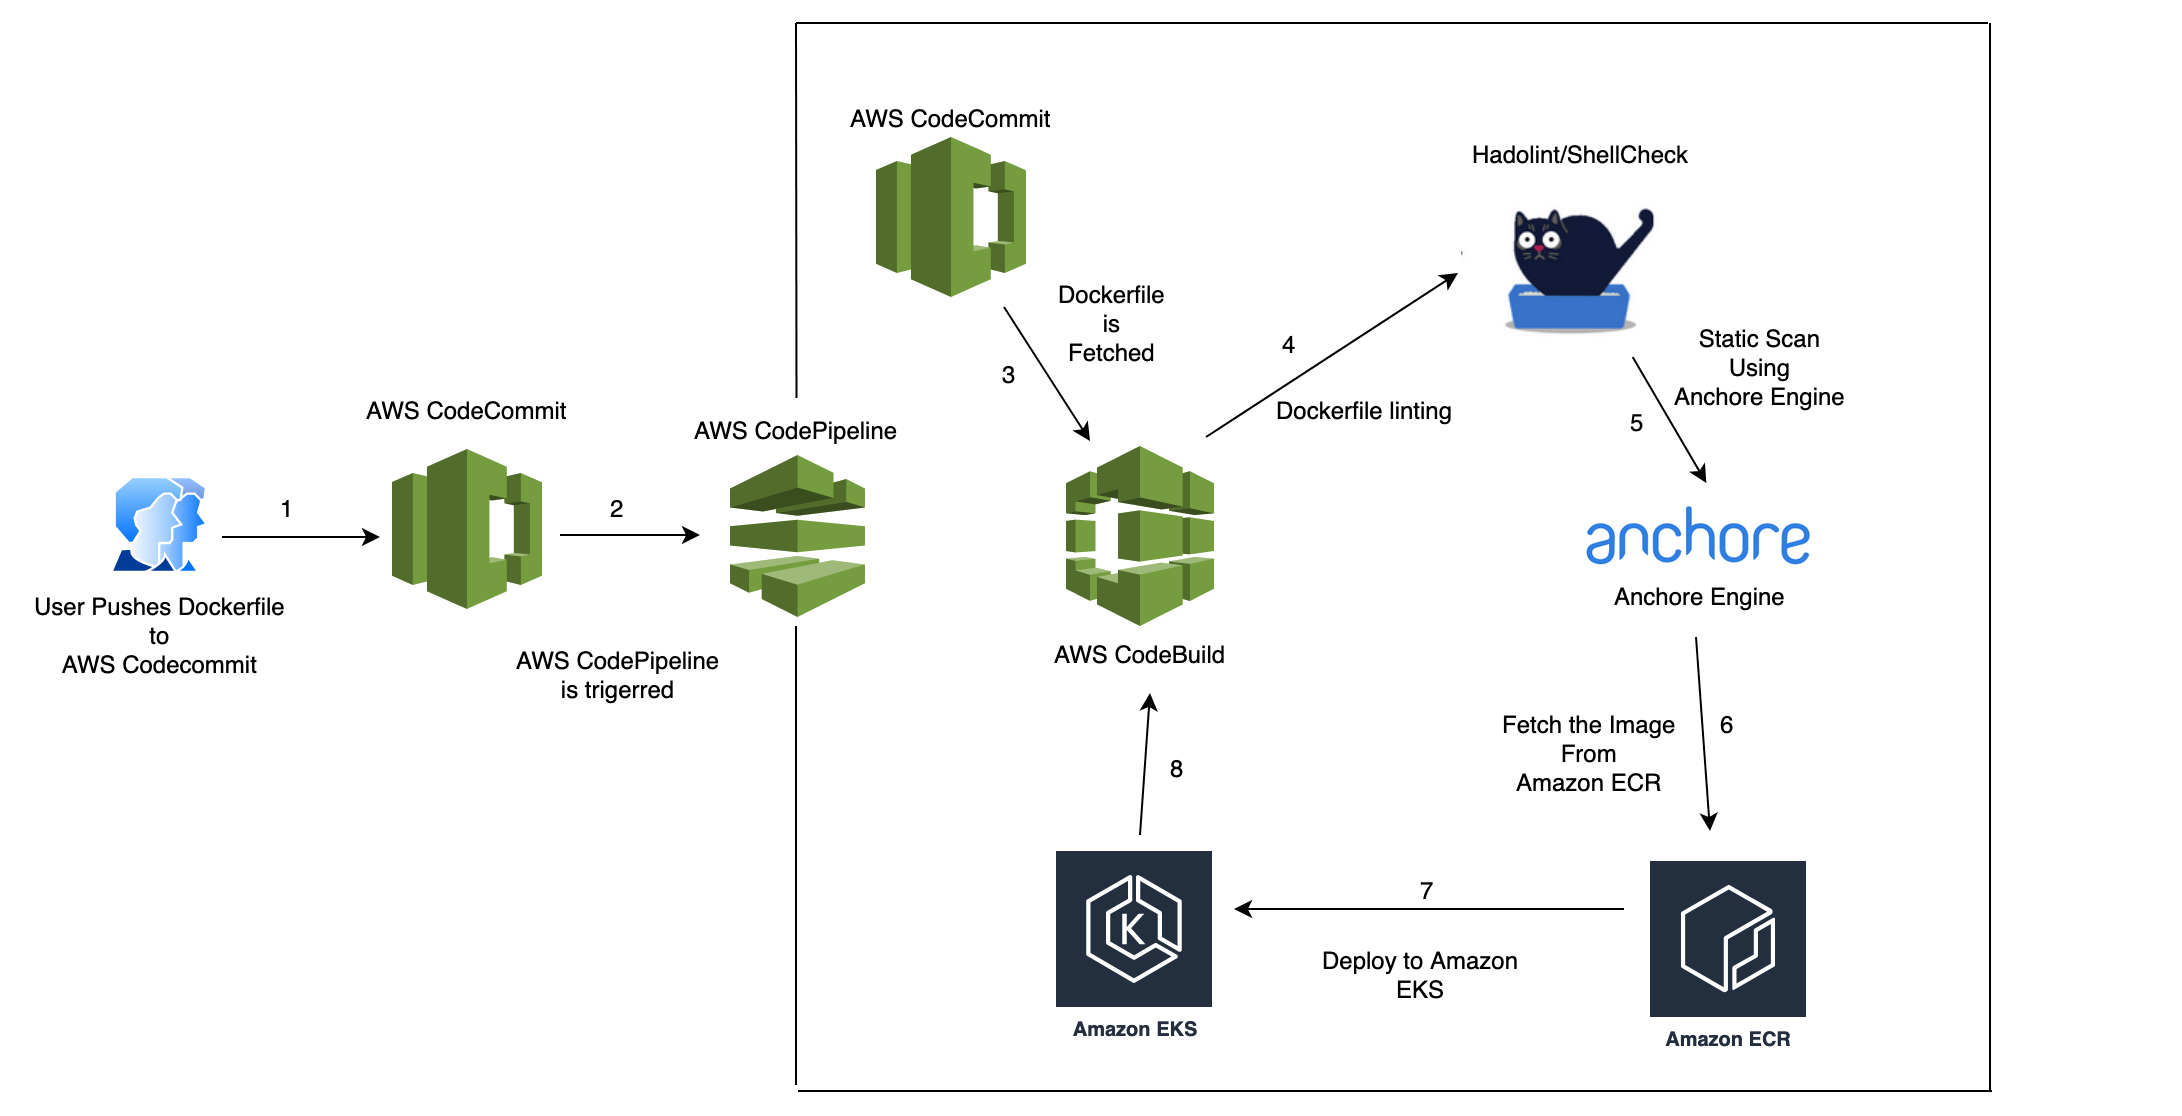 AWS CodeCommit
Hadolint/ShellCheck
Dockerfile
is
Fetched
3
4
Dockerfile linting
Static Scan
Using
Anchore Engine
5
AWS CodeCommit
AWS CodePipeline
1
2
User Pushes Dockerfile
to
AWS Codecommit
AWS CodePipeline
is trigerred
AWS CodeBuild
anchore
Anchore Engine
Fetch the Image
From
Amazon ECR
6
8
7
Deploy to Amazon
EKS
K
Amazon EKS
Amazon ECR